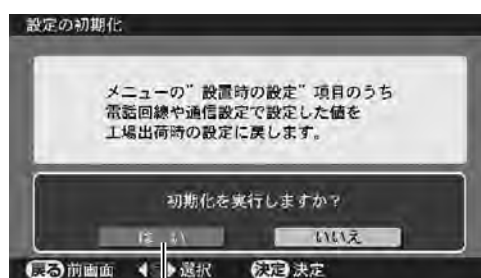 設定の初期化
メニューの”設置時の設定”項目のうち
電話回線や通信設定で設定した値を
工場出荷時の設定に戻します。
初期化を実行しますか？
はい　いいえ
戻る 前画面 ◀ ▶ 選択 決定 決定